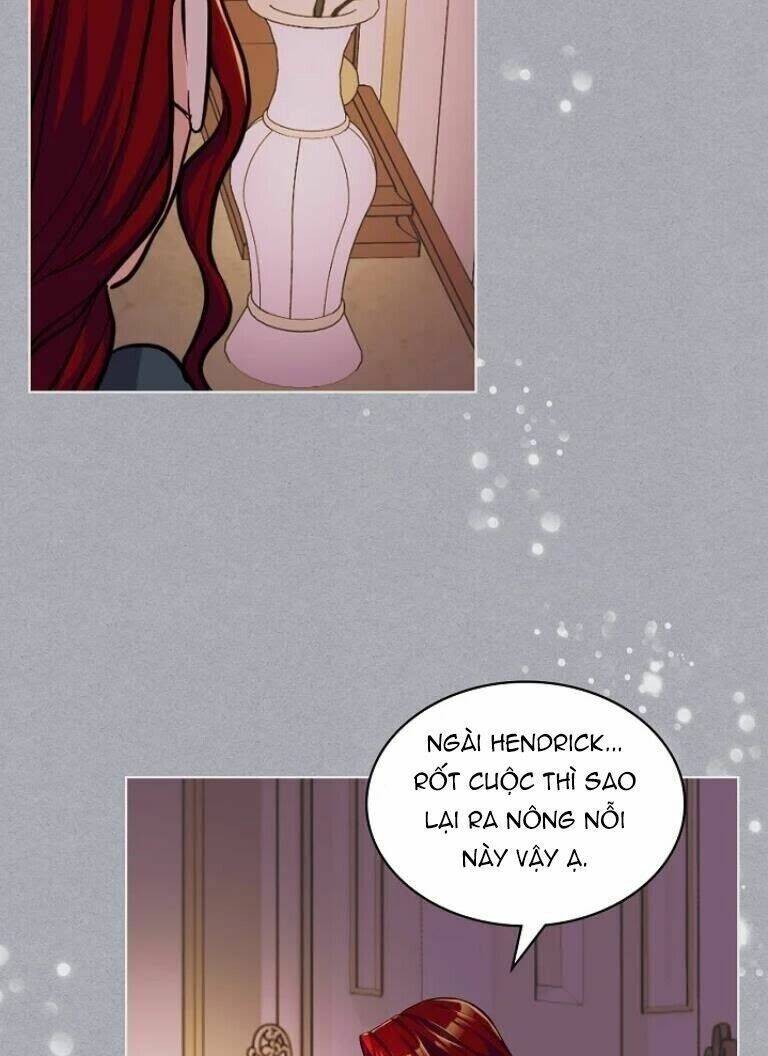 NGÀI HENDRICK...
RỐT CUỘC THÌ SAO
LẠI RA NÔNG NỖI
NÀY VẬY Ạ.